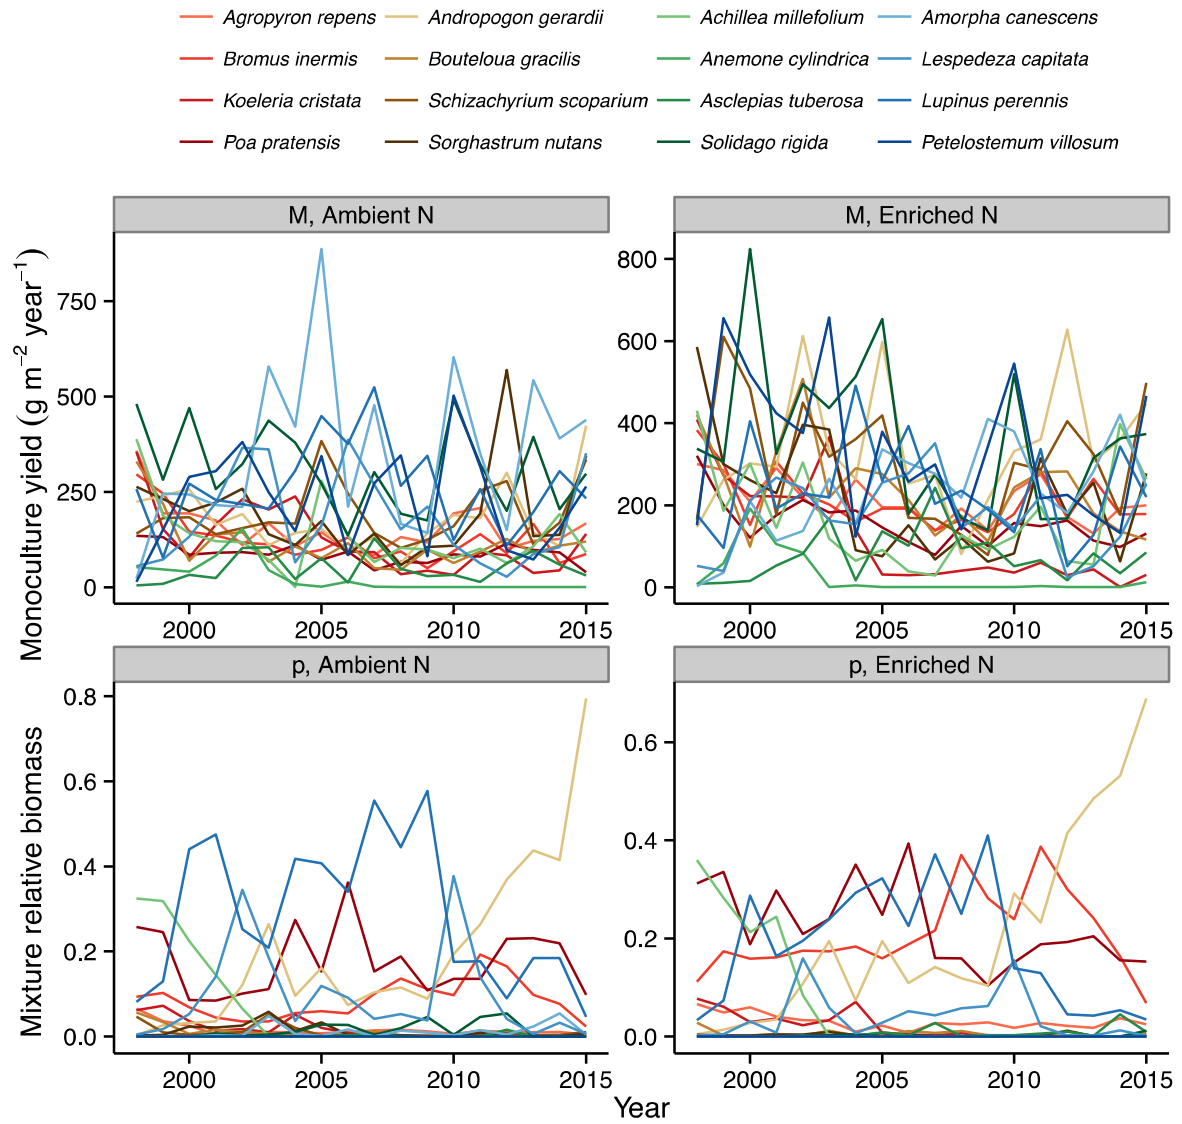 Agropyron repens Andropogon gerardii Achillea millefolium Amorpha canescens
Bromus inermis Bouteloua gracilis Anemone cylindrica Lespedeza capitata
Koeleria cristata Schizachyrium scoparium Asclepias tuberosa Lupinus perennis
Poa pratensis Sorghastrum nutans Solidago rigida Petelostemum villosum
M, Ambient N M, Enriched N
Monoculture yield (g m⁻² year⁻¹)
750
500
250
0
2000 2005 2010 2015
800
600
400
200
0
2000 2005 2010 2015
p, Ambient N p, Enriched N
Mixture relative biomass
0.8
0.6
0.4
0.2
0.0
2000 2005 2010 2015
0.6
0.4
0.2
0.0
2000 2005 2010 2015
Year